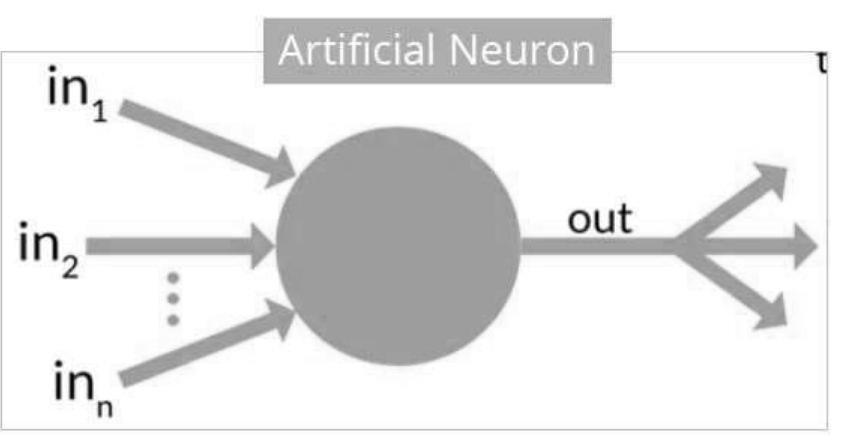 Artificial Neuron
in₁
in₂
inₙ
out